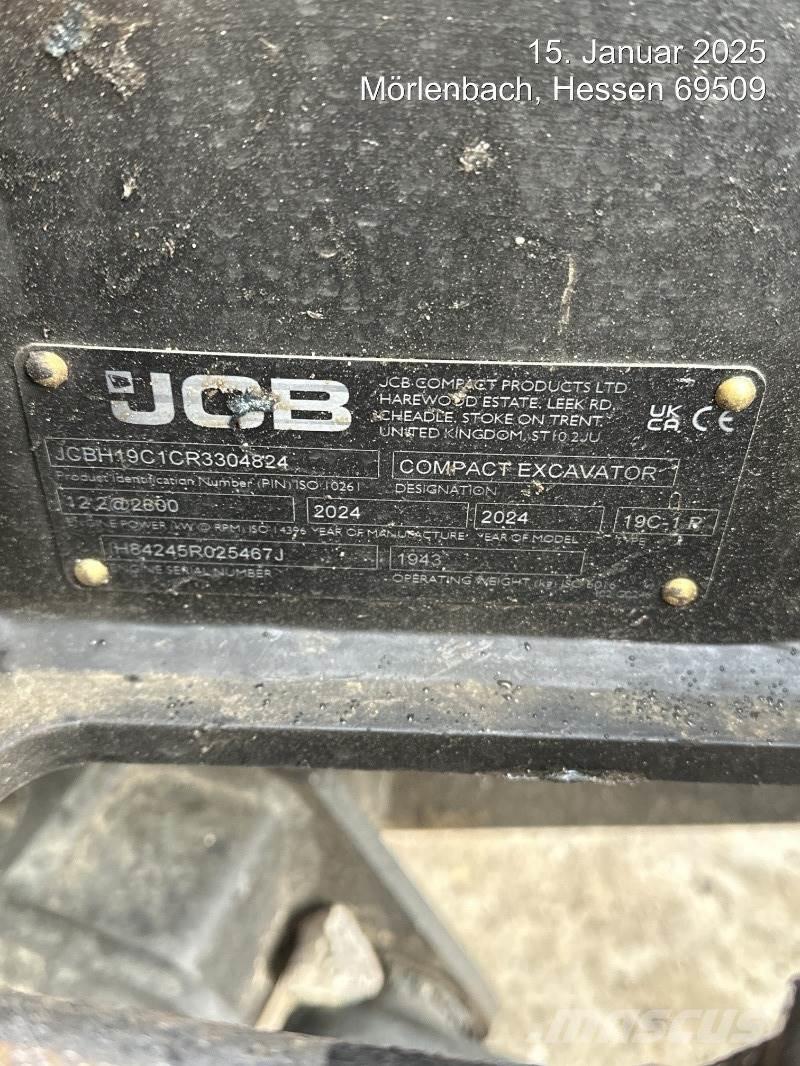 15. Januar 2025
Mörlenbach, Hessen 69509
JCB
JCB COMPACT PRODUCTS LTD
HAREWOOD ESTATE, LEEK RD,
CHEADLE, STOKE ON TRENT,
UNITED KINGDOM, ST10 2JU
UK CA CE
JCBH19C1CR3304824
Product Identification Number (PIN) ISO 10261
COMPACT EXCAVATOR
DESIGNATION
12.2@2600
ENGINE POWER (kW @ RPM) ISO 14396
2024
YEAR OF MANUFACTURE
2024
YEAR OF MODEL
19C-1 R
TYPE
H84245R025467J
ENGINE SERIAL NUMBER
1943
OPERATING WEIGHT (kg) ISO 6016
MASCUS